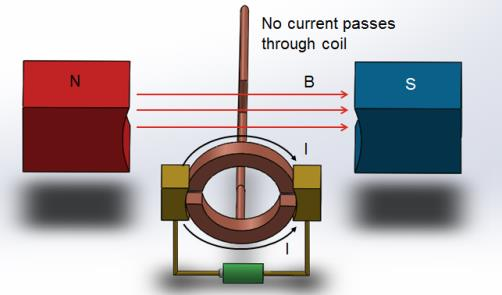 No current passes
through coil
N
B
S
I
I